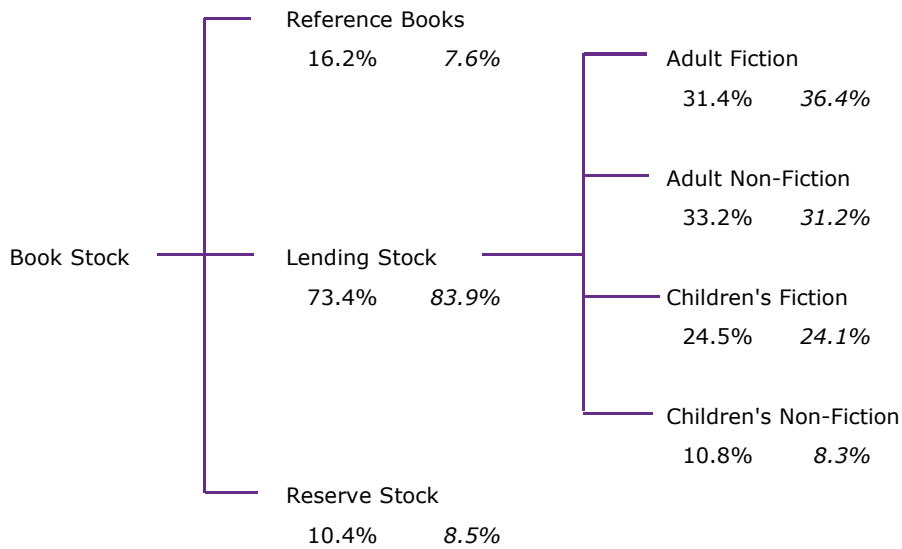 Reference Books
16.2% 7.6%
Adult Fiction
31.4% 36.4%
Adult Non-Fiction
33.2% 31.2%
Book Stock
Lending Stock
73.4% 83.9%
Children's Fiction
24.5% 24.1%
Children's Non-Fiction
10.8% 8.3%
Reserve Stock
10.4% 8.5%